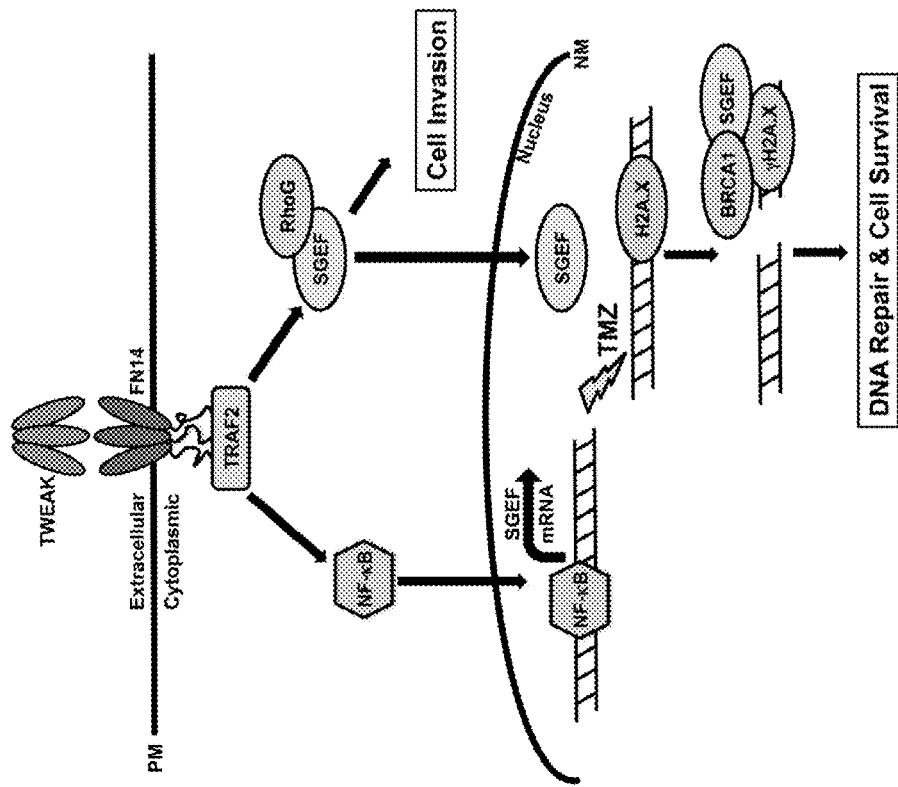 TWEAK
Extracellular
FN14
PM
Cytoplasmic
TRAF2
RhoG
SGEF
NF-κB
Cell Invasion
Nucleus
NM
SGEF
mRNA
SGEF
NF-κB
TMZ
H2A.X
BRCA1
SGEF
γH2A.X
DNA Repair & Cell Survival